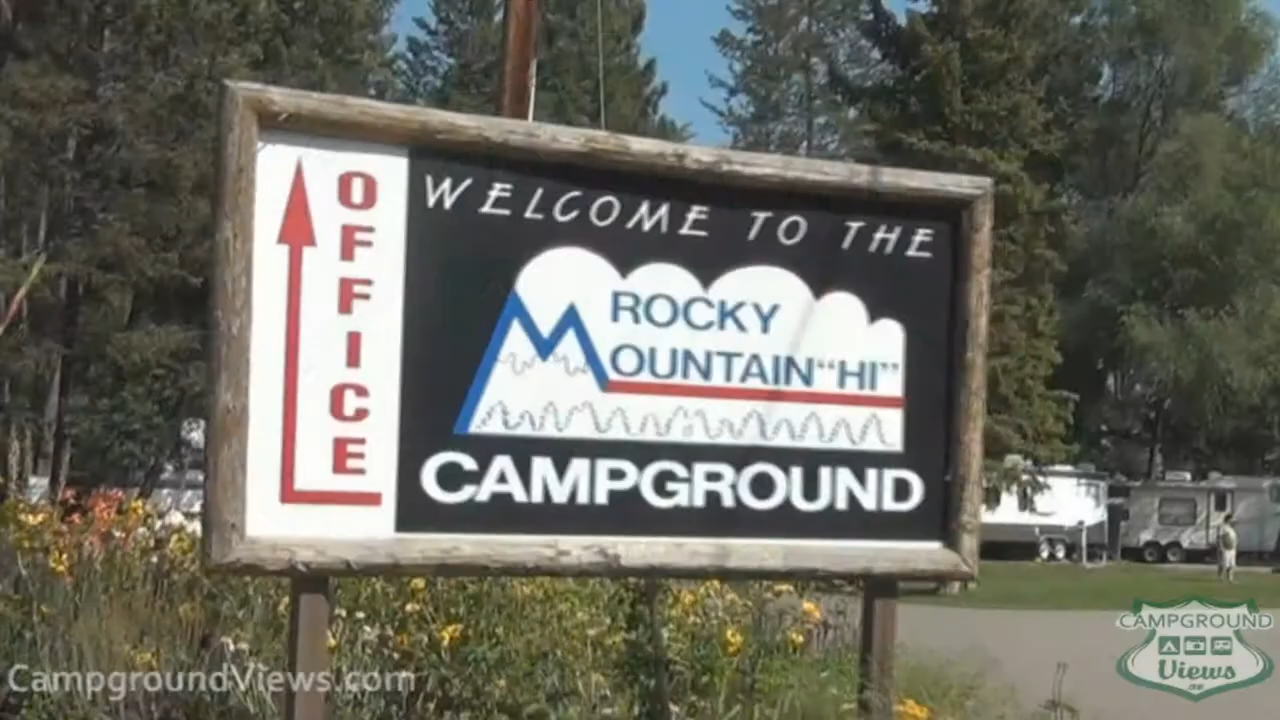 OFFICE
WELCOME TO THE
ROCKY
MOUNTAIN "HI"
CAMPGROUND
CampgroundViews.com
CAMPGROUND
Views